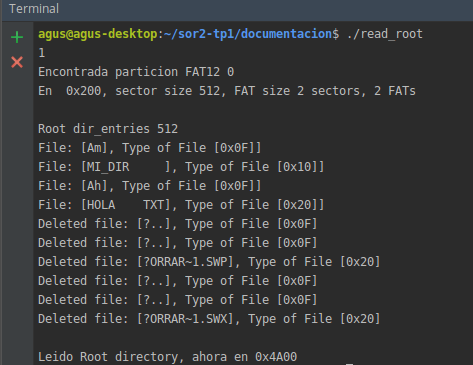 Terminal
agus@agus-desktop:~/sor2-tp1/documentacion$ ./read_root
1
Encontrada particion FAT12 0
En  0x200, sector size 512, FAT size 2 sectors, 2 FATs
Root dir_entries 512
File: [Am], Type of File [0x0F]]
File: [MI_DIR     ], Type of File [0x10]]
File: [Ah], Type of File [0x0F]]
File: [HOLA    TXT], Type of File [0x20]]
Deleted file: [?..], Type of File [0x0F]
Deleted file: [?..], Type of File [0x0F]
Deleted file: [?ORRAR~1.SWP], Type of File [0x20]
Deleted file: [?..], Type of File [0x0F]
Deleted file: [?..], Type of File [0x0F]
Deleted file: [?ORRAR~1.SWX], Type of File [0x20]
Leido Root directory, ahora en 0x4A00